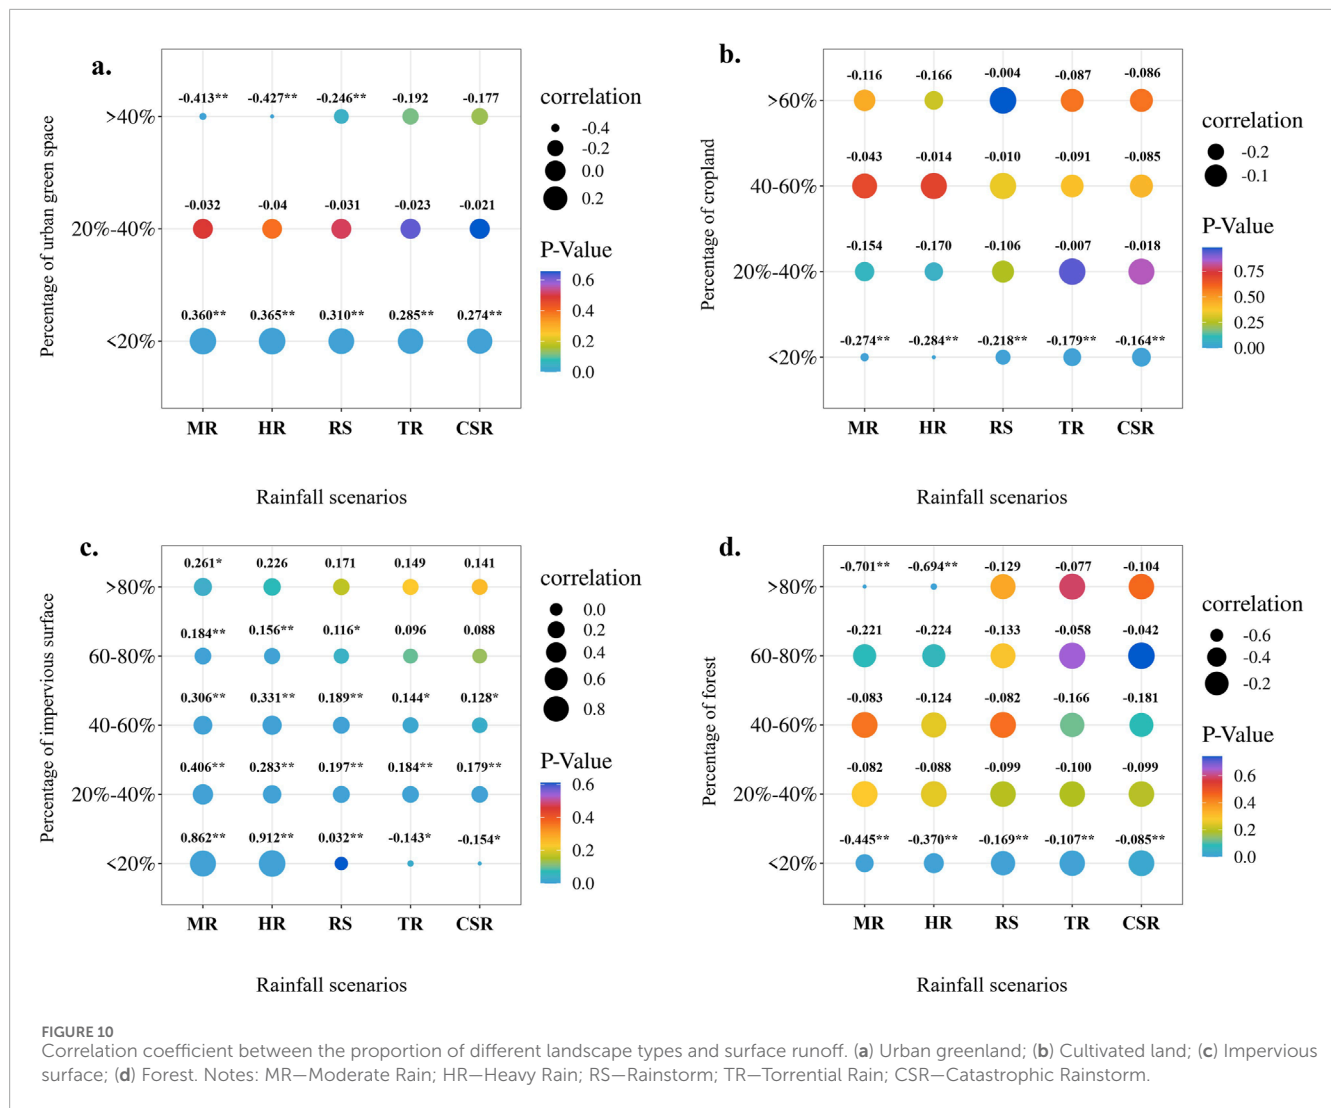 a.
-0.413** -0.427** -0.246** -0.192 -0.177
>40%
-0.032 -0.04 -0.031 -0.023 -0.021
20%-40%
0.360** 0.365** 0.310** 0.285** 0.274**
<20%
Percentage of urban green space
MR HR RS TR CSR
Rainfall scenarios
correlation
-0.4
-0.2
0.0
0.2
P-Value
0.6
0.4
0.2
0.0
b.
-0.116 -0.166 -0.004 -0.087 -0.086
>60%
-0.043 -0.014 -0.010 -0.091 -0.085
40-60%
-0.154 -0.170 -0.106 -0.007 -0.018
20%-40%
-0.274** -0.284** -0.218** -0.179** -0.164**
<20%
Percentage of cropland
MR HR RS TR CSR
Rainfall scenarios
correlation
-0.2
-0.1
P-Value
0.75
0.50
0.25
0.00
c.
0.261* 0.226 0.171 0.149 0.141
>80%
0.184** 0.156** 0.116* 0.096 0.088
60-80%
0.306** 0.331** 0.189** 0.144* 0.128*
40-60%
0.406** 0.283** 0.197** 0.184** 0.179**
20%-40%
0.862** 0.912** 0.032** -0.143* -0.154*
<20%
Percentage of impervious surface
MR HR RS TR CSR
Rainfall scenarios
correlation
0.0
0.2
0.4
0.6
0.8
P-Value
0.6
0.4
0.2
0.0
d.
-0.701** -0.694** -0.129 -0.077 -0.104
>80%
-0.221 -0.224 -0.133 -0.058 -0.042
60-80%
-0.083 -0.124 -0.082 -0.166 -0.181
40-60%
-0.082 -0.088 -0.099 -0.100 -0.099
20%-40%
-0.445** -0.370** -0.169** -0.107** -0.085**
<20%
Percentage of forest
MR HR RS TR CSR
Rainfall scenarios
correlation
-0.6
-0.4
-0.2
P-Value
0.6
0.4
0.2
0.0
FIGURE 10
Correlation coefficient between the proportion of different landscape types and surface runoff. (a) Urban greenland; (b) Cultivated land; (c) Impervious
surface; (d) Forest. Notes: MR—Moderate Rain; HR—Heavy Rain; RS—Rainstorm; TR—Torrential Rain; CSR—Catastrophic Rainstorm.